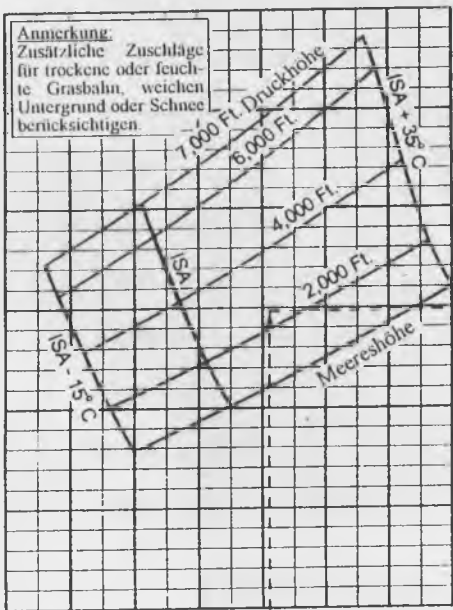 Anmerkung:
Zusätzliche Zuschläge
für trockene oder feuch-
te Grasbahn, weichen
Untergrund oder Schnee
berücksichtigen.
7,000 Ft. Druckhöhe
6,000 Ft.
4,000 Ft.
2,000 Ft.
Meereshöhe
ISA + 35° C
ISA
ISA - 15° C